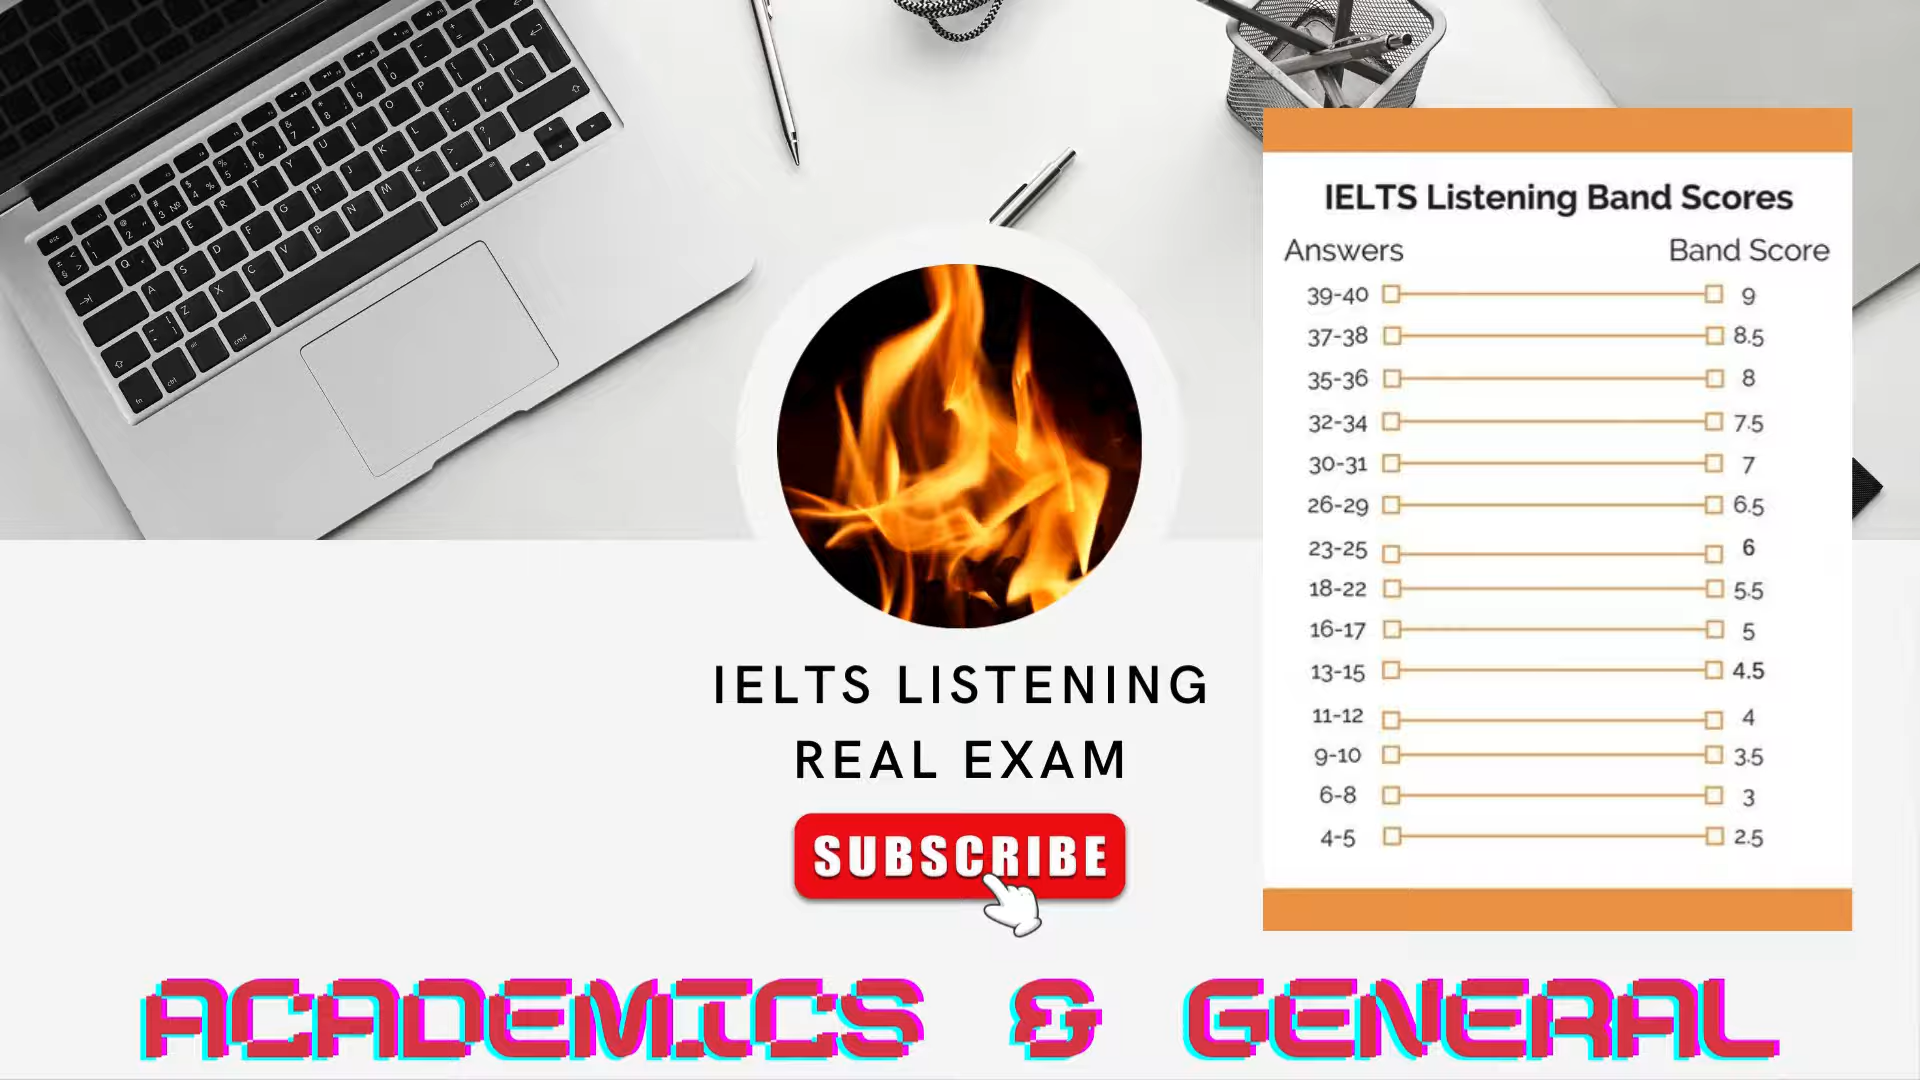 IELTS Listening Band Scores
Answers Band Score
39-40 9
37-38 8.5
35-36 8
32-34 7.5
30-31 7
26-29 6.5
23-25 6
18-22 5.5
16-17 5
13-15 4.5
11-12 4
9-10 3.5
6-8 3
4-5 2.5
IELTS LISTENING
REAL EXAM
SUBSCRIBE
ACADEMICS & GENERAL